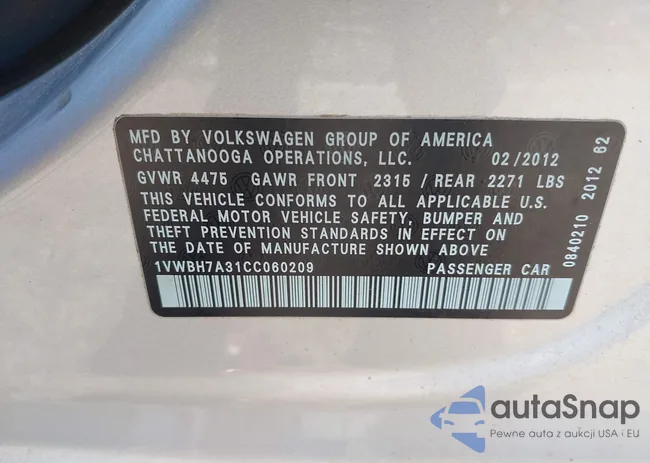 MFD BY VOLKSWAGEN GROUP OF AMERICA
CHATTANOOGA OPERATIONS, LLC. 02/2012
GVWR 4475 GAWR FRONT 2315 / REAR 2271 LBS
THIS VEHICLE CONFORMS TO ALL APPLICABLE U.S.
FEDERAL MOTOR VEHICLE SAFETY, BUMPER AND
THEFT PREVENTION STANDARDS IN EFFECT ON
THE DATE OF MANUFACTURE SHOWN ABOVE
1VWBH7A31CC060209 PASSENGER CAR
0840210 2012 62
autaSnap
Pewne auta z aukcji USA i EU